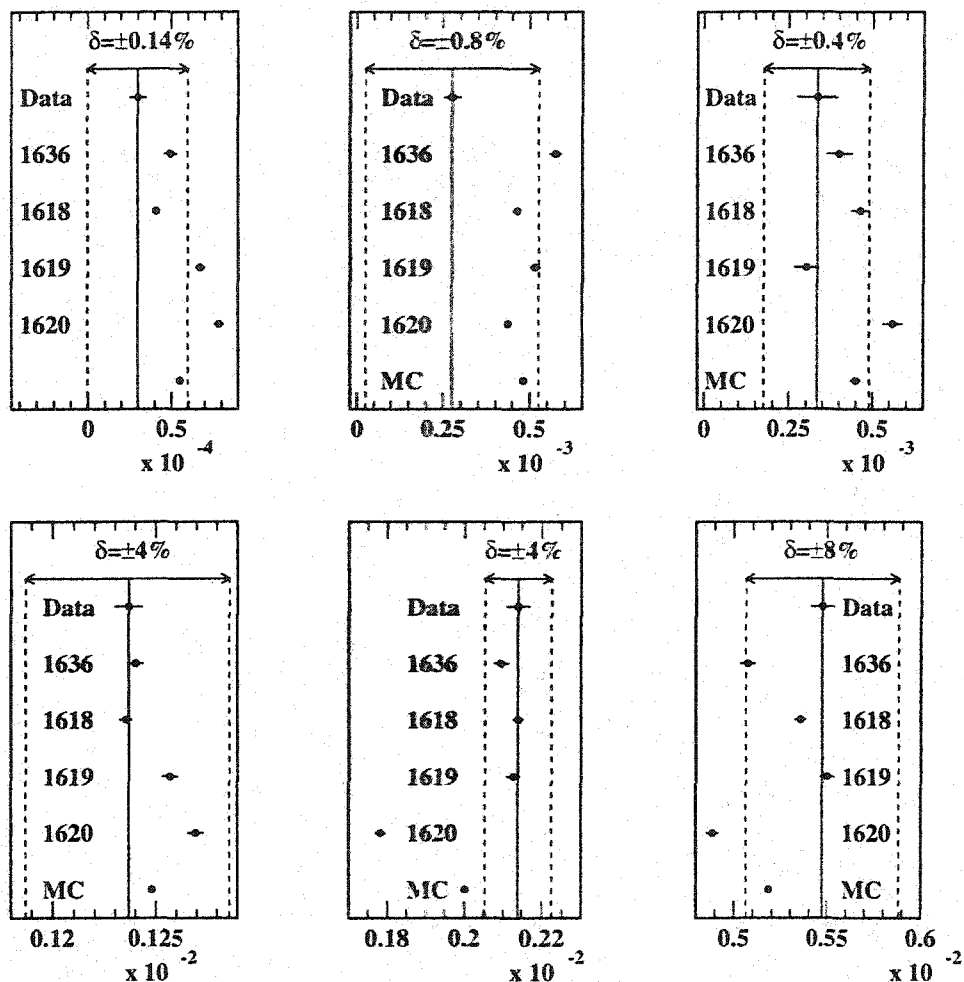 δ=±0.14%
Data
1636
1618
1619
1620
0 0.5
x 10 -4
δ=±0.8%
Data
1636
1618
1619
1620
MC
0 0.25 0.5
x 10 -3
δ=±0.4%
Data
1636
1618
1619
1620
MC
0 0.25 0.5
x 10 -3
δ=±4%
Data
1636
1618
1619
1620
MC
0.12 0.125
x 10 -2
δ=±4%
Data
1636
1618
1619
1620
MC
0.18 0.2 0.22
x 10 -2
δ=±8%
Data
1636
1618
1619
1620
MC
0.5 0.55 0.6
x 10 -2